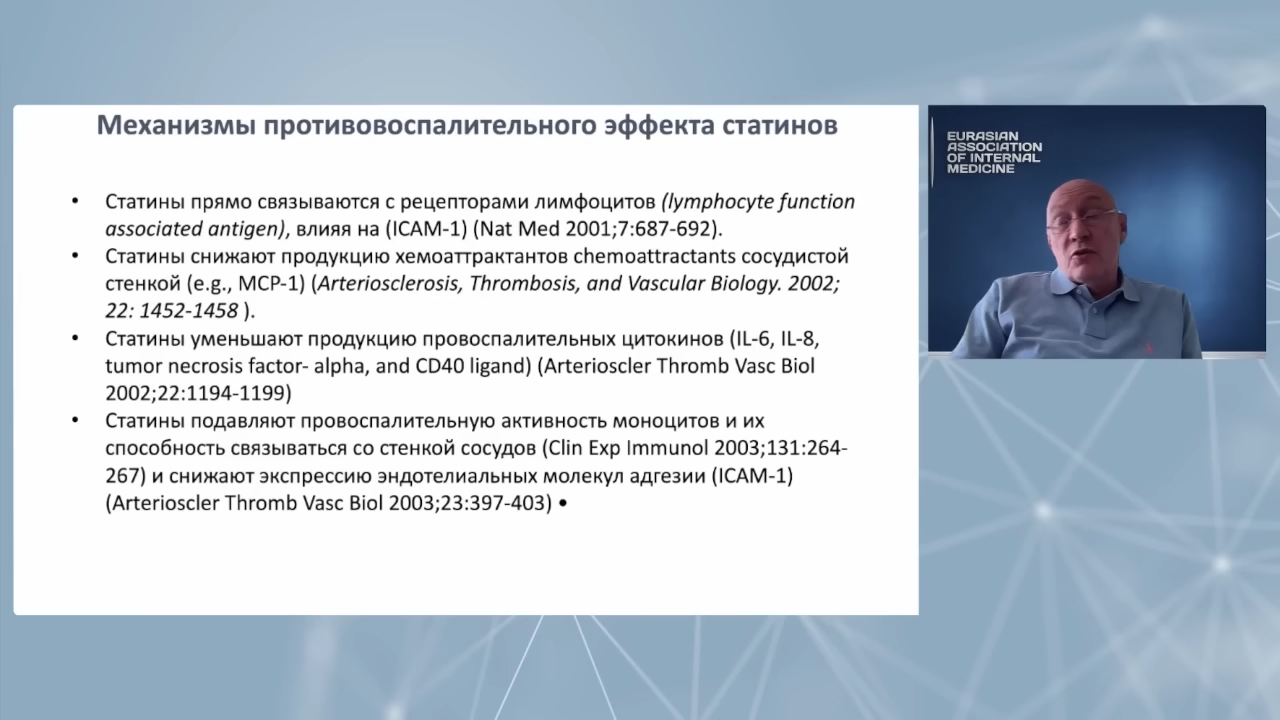 Механизмы противовоспалительного эффекта статинов
• Статины прямо связываются с рецепторами лимфоцитов (lymphocyte function
associated antigen), влияя на (ICAM-1) (Nat Med 2001;7:687-692).
• Статины снижают продукцию хемоаттрактантов chemoattractants сосудистой
стенкой (e.g., MCP-1) (Arteriosclerosis, Thrombosis, and Vascular Biology. 2002;
22: 1452-1458 ).
• Статины уменьшают продукцию провоспалительных цитокинов (IL-6, IL-8,
tumor necrosis factor- alpha, and CD40 ligand) (Arterioscler Thromb Vasc Biol
2002;22:1194-1199)
• Статины подавляют провоспалительную активность моноцитов и их
способность связываться со стенкой сосудов (Clin Exp Immunol 2003;131:264-
267) и снижают экспрессию эндотелиальных молекул адгезии (ICAM-1)
(Arterioscler Thromb Vasc Biol 2003;23:397-403) •
EURASIAN
ASSOCIATION
OF INTERNAL
MEDICINE